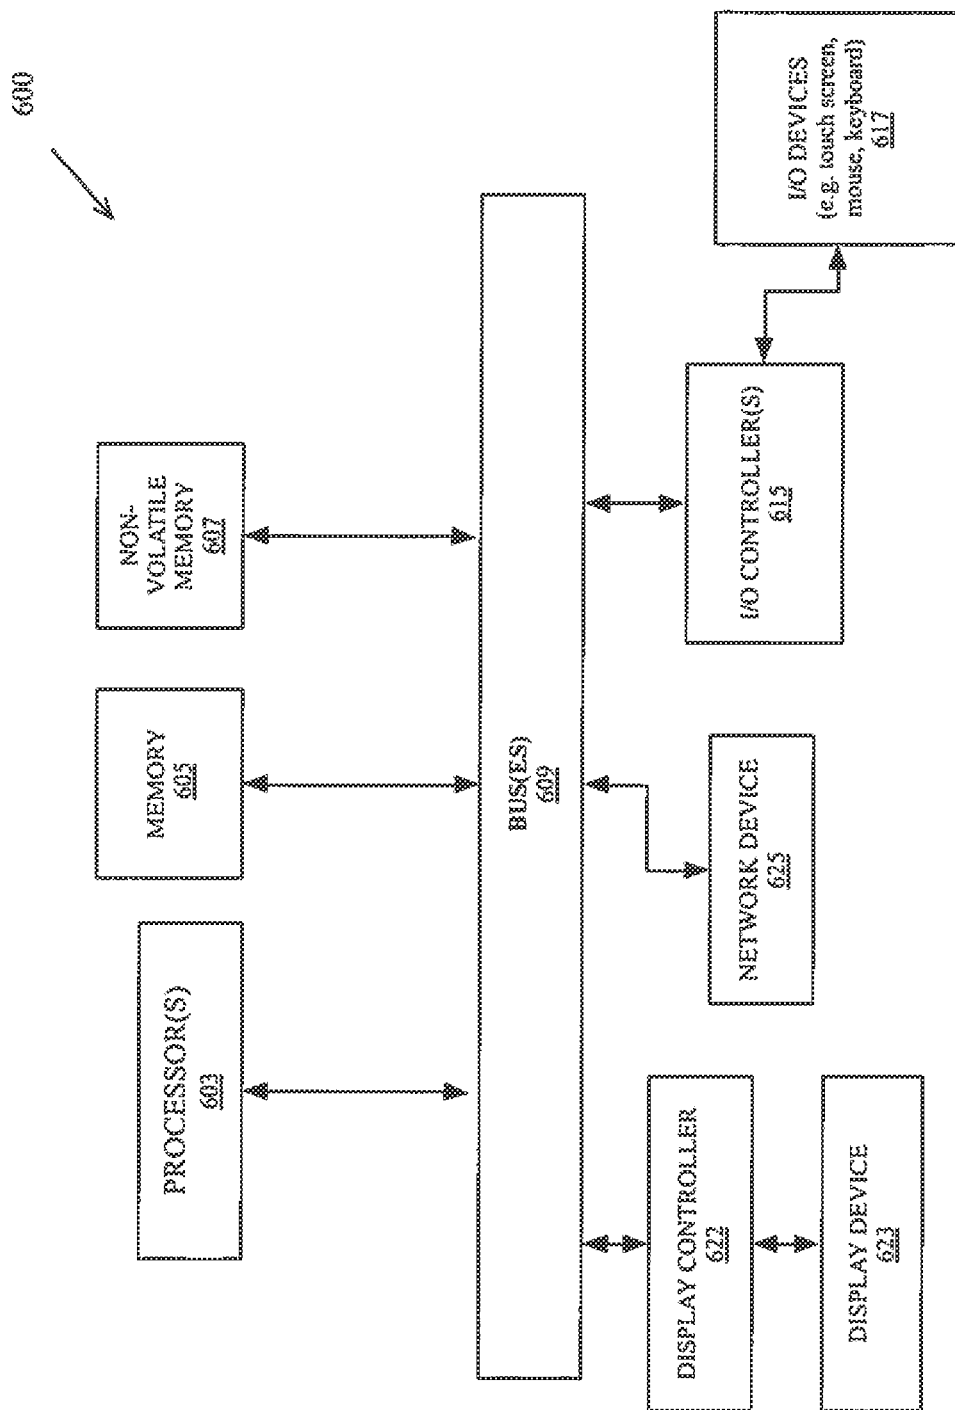 600
PROCESSOR(S)
603
MEMORY
605
NON-
VOLATILE
MEMORY
607
BUS(ES)
609
DISPLAY CONTROLLER
622
DISPLAY DEVICE
623
NETWORK DEVICE
625
I/O CONTROLLER(S)
615
I/O DEVICES
(e.g. touch screen,
mouse, keyboard)
617